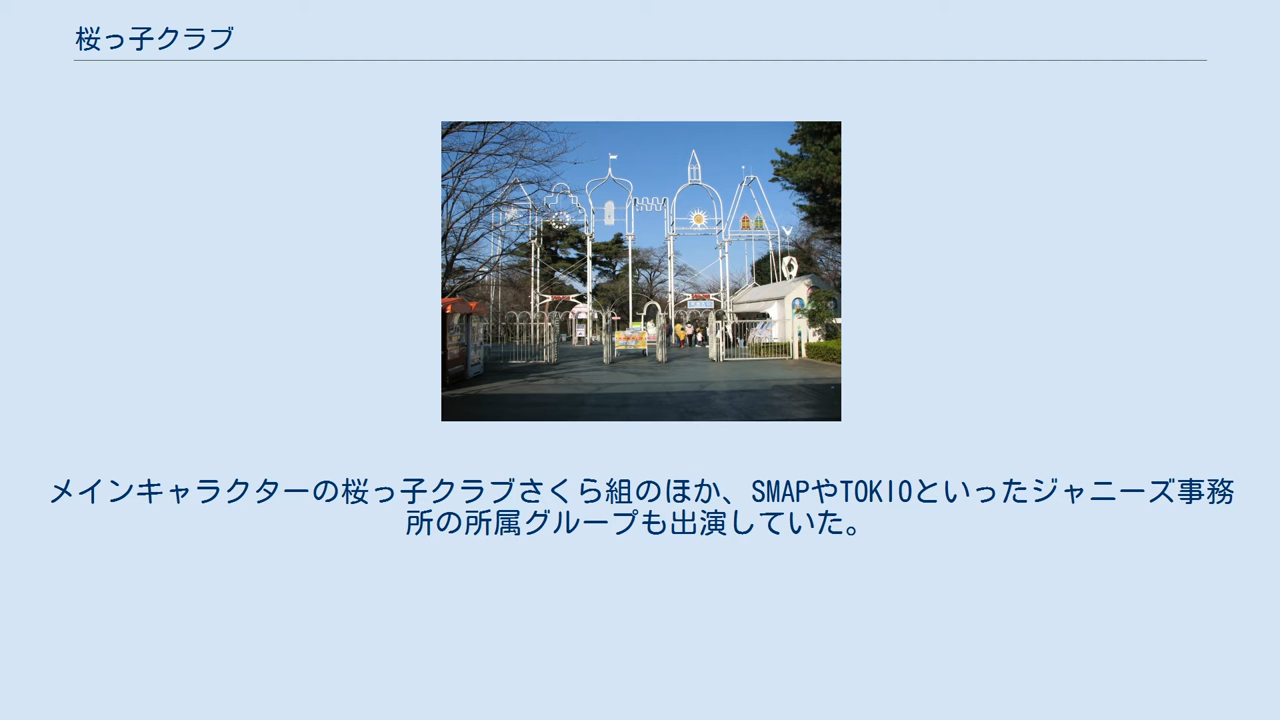 桜っ子クラブ
メインキャラクターの桜っ子クラブさくら組のほか、SMAPやTOKIOといったジャニーズ事務
所の所属グループも出演していた。